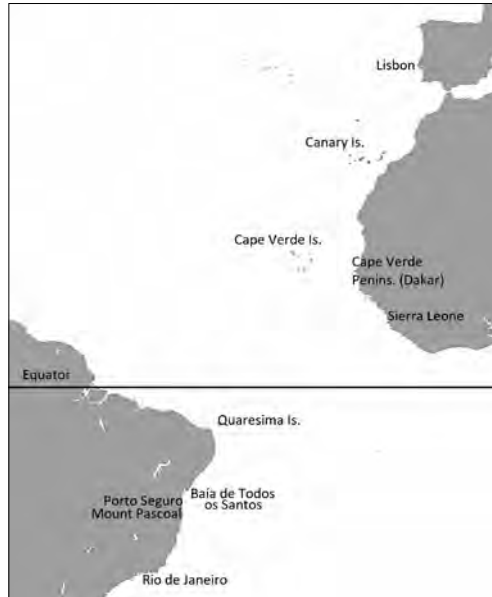 Lisbon
Canary Is.
Cape Verde Is.
Cape Verde
Penins. (Dakar)
Sierra Leone
Equator
Quaresima Is.
Baía de Todos
os Santos
Porto Seguro
Mount Pascoal
Rio de Janeiro